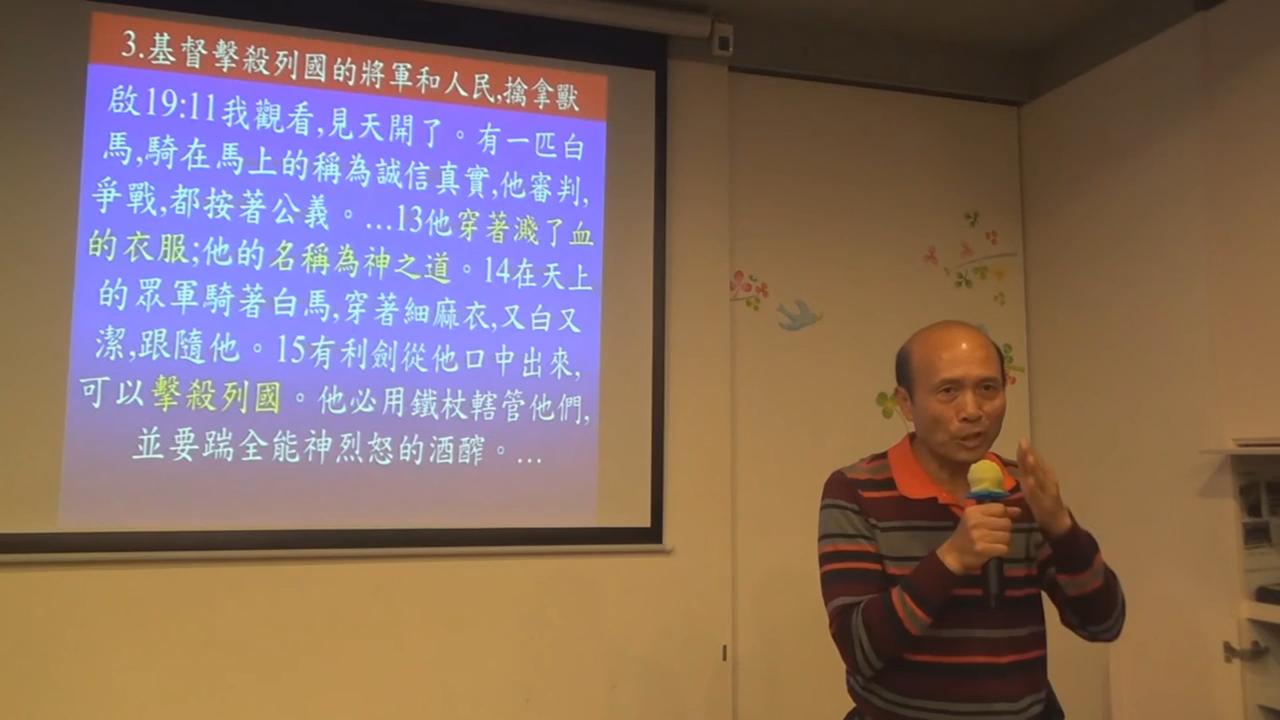 3.基督擊殺列國的將軍和人民,擒拿獸
啟19:11我觀看,見天開了。有一匹白
馬,騎在馬上的稱為誠信真實,他審判,
爭戰,都按著公義。…13他穿著濺了血
的衣服;他的名稱為神之道。14在天上
的眾軍騎著白馬,穿著細麻衣,又白又
潔,跟隨他。15有利劍從他口中出來,
可以擊殺列國。他必用鐵杖轄管他們,
並要踹全能神烈怒的酒醡。…